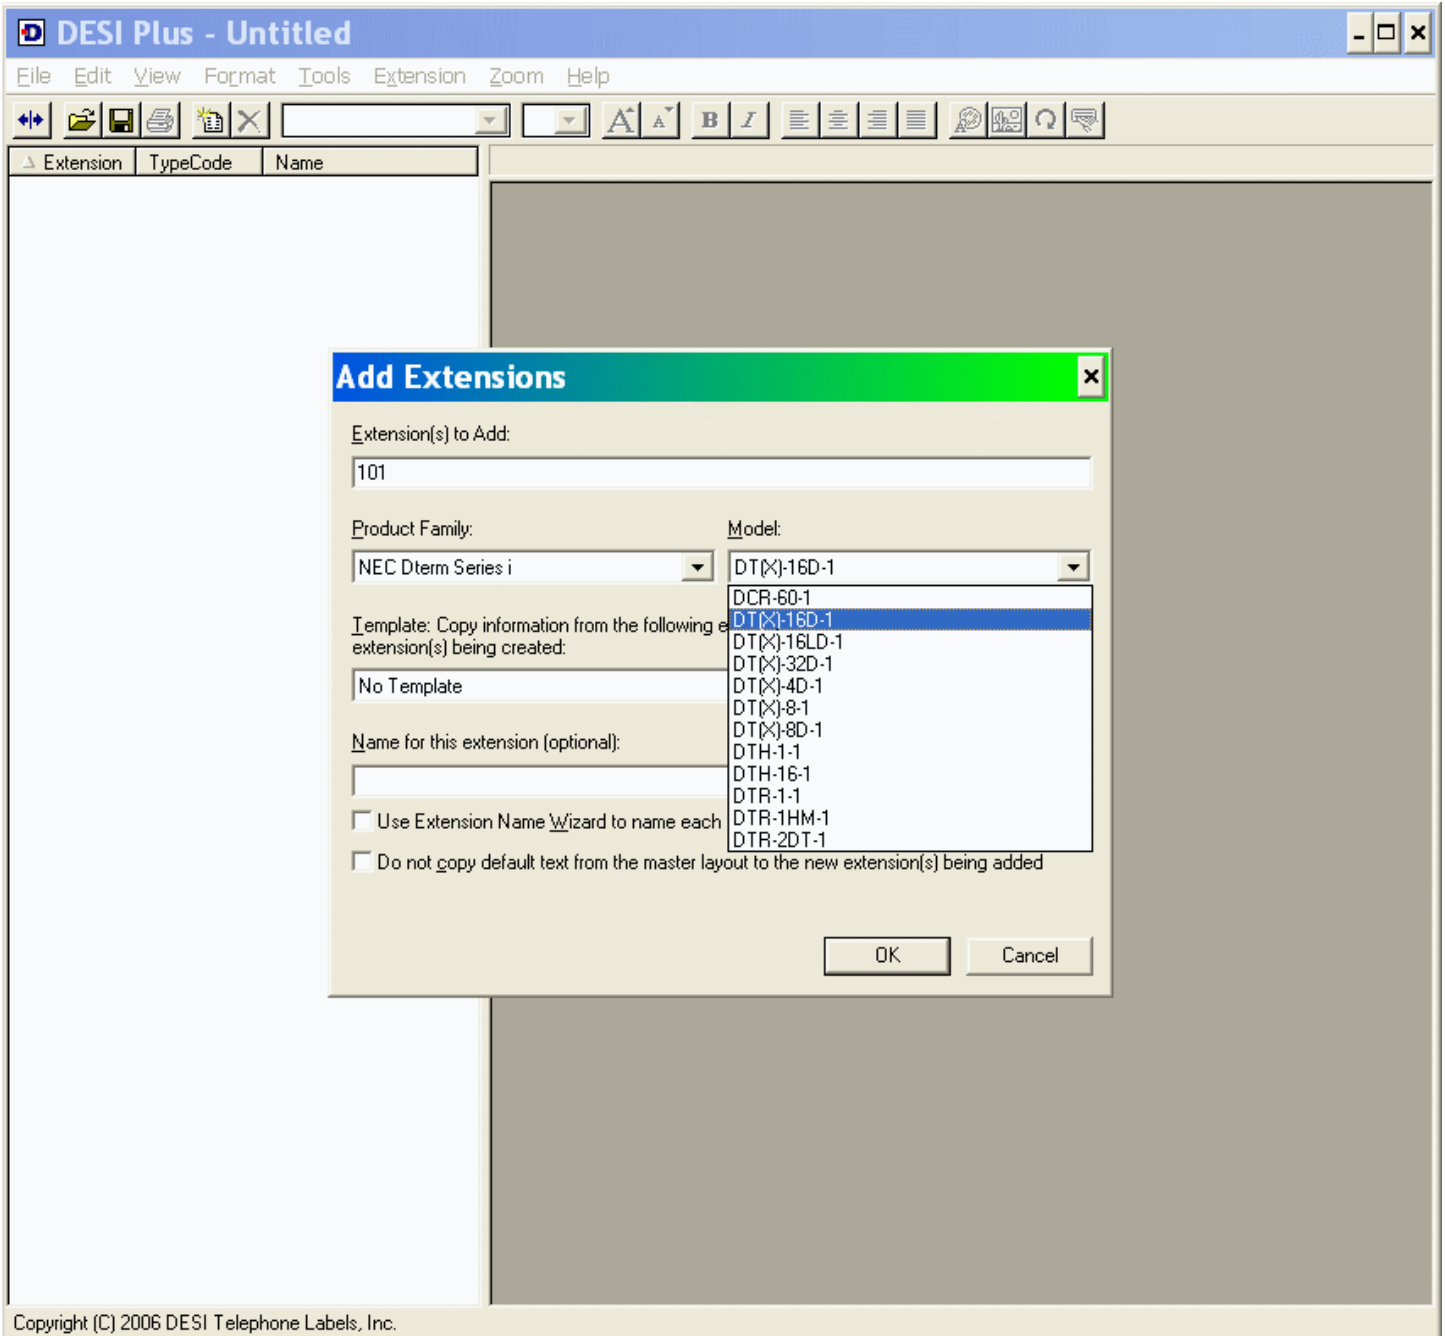 DESI Plus - Untitled
File Edit View Format Tools Extension Zoom Help
A A B I
Extension TypeCode Name
Add Extensions
Extension(s) to Add:
101
Product Family: Model:
NEC Dterm Series i DT(X)-16D-1
DCR-60-1
DT(X)-16D-1
DT(X)-16LD-1
DT(X)-32D-1
DT(X)-4D-1
DT(X)-8-1
DT(X)-8D-1
DTH-1-1
DTH-16-1
DTR-1-1
DTR-1HM-1
DTR-2DT-1
Template: Copy information from the following e
extension(s) being created:
No Template
Name for this extension (optional):
Use Extension Name Wizard to name each
Do not copy default text from the master layout to the new extension(s) being added
OK Cancel
Copyright (C) 2006 DESI Telephone Labels, Inc.